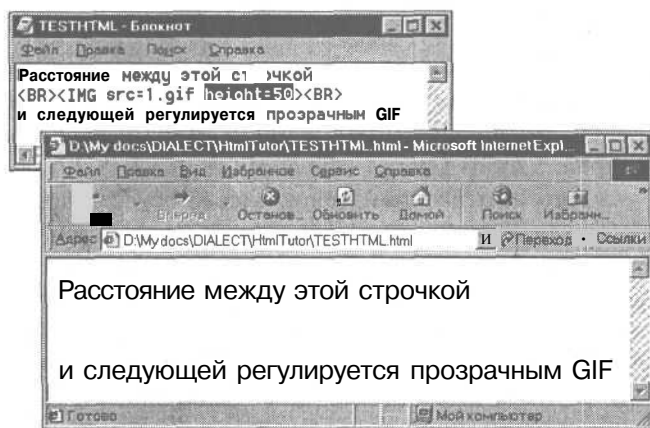 TESTHTML - Блокнот
Файл Правка Поиск Справка
Расстояние между этой ст чкой
<BR><IMG src=1.gif height=50><BR>
и следующей регулируется прозрачным GIF
D:\My docs\DIALECT\HtmlTutor\TESTHTML.html - Microsoft Internet Expl...
Файл Правка Вид Избранное Сервис Справка
Вперед Останов... Обновить Домой Поиск Избранн...
Адрес D:\My docs\DIALECT\HtmlTutor\TESTHTML.html И Переход Ссылки
Расстояние между этой строчкой
и следующей регулируется прозрачным GIF
Готово Мой компьютер